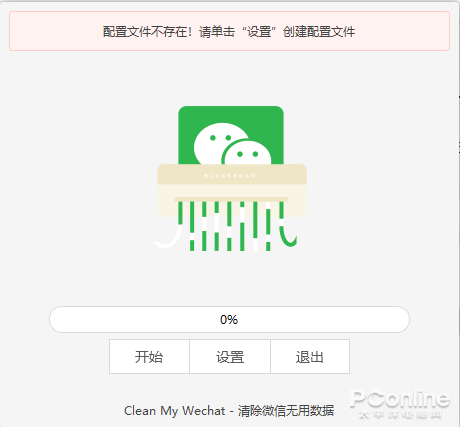 配置文件不存在！请单击“设置”创建配置文件
0%
开始 设置 退出
Clean My Wechat - 清除微信无用数据
PConline
太平洋电脑网